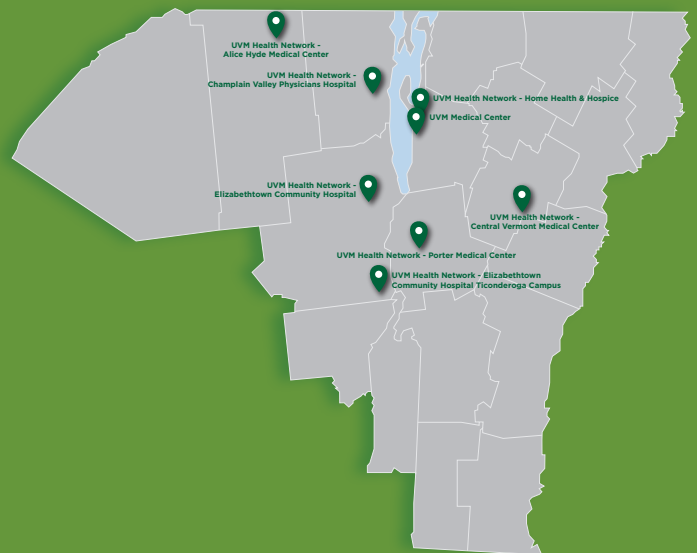 UVM Health Network -
Alice Hyde Medical Center
UVM Health Network -
Champlain Valley Physicians Hospital
UVM Health Network - Home Health & Hospice
UVM Medical Center
UVM Health Network -
Elizabethtown Community Hospital
UVM Health Network -
Central Vermont Medical Center
UVM Health Network - Porter Medical Center
UVM Health Network - Elizabethtown
Community Hospital Ticonderoga Campus